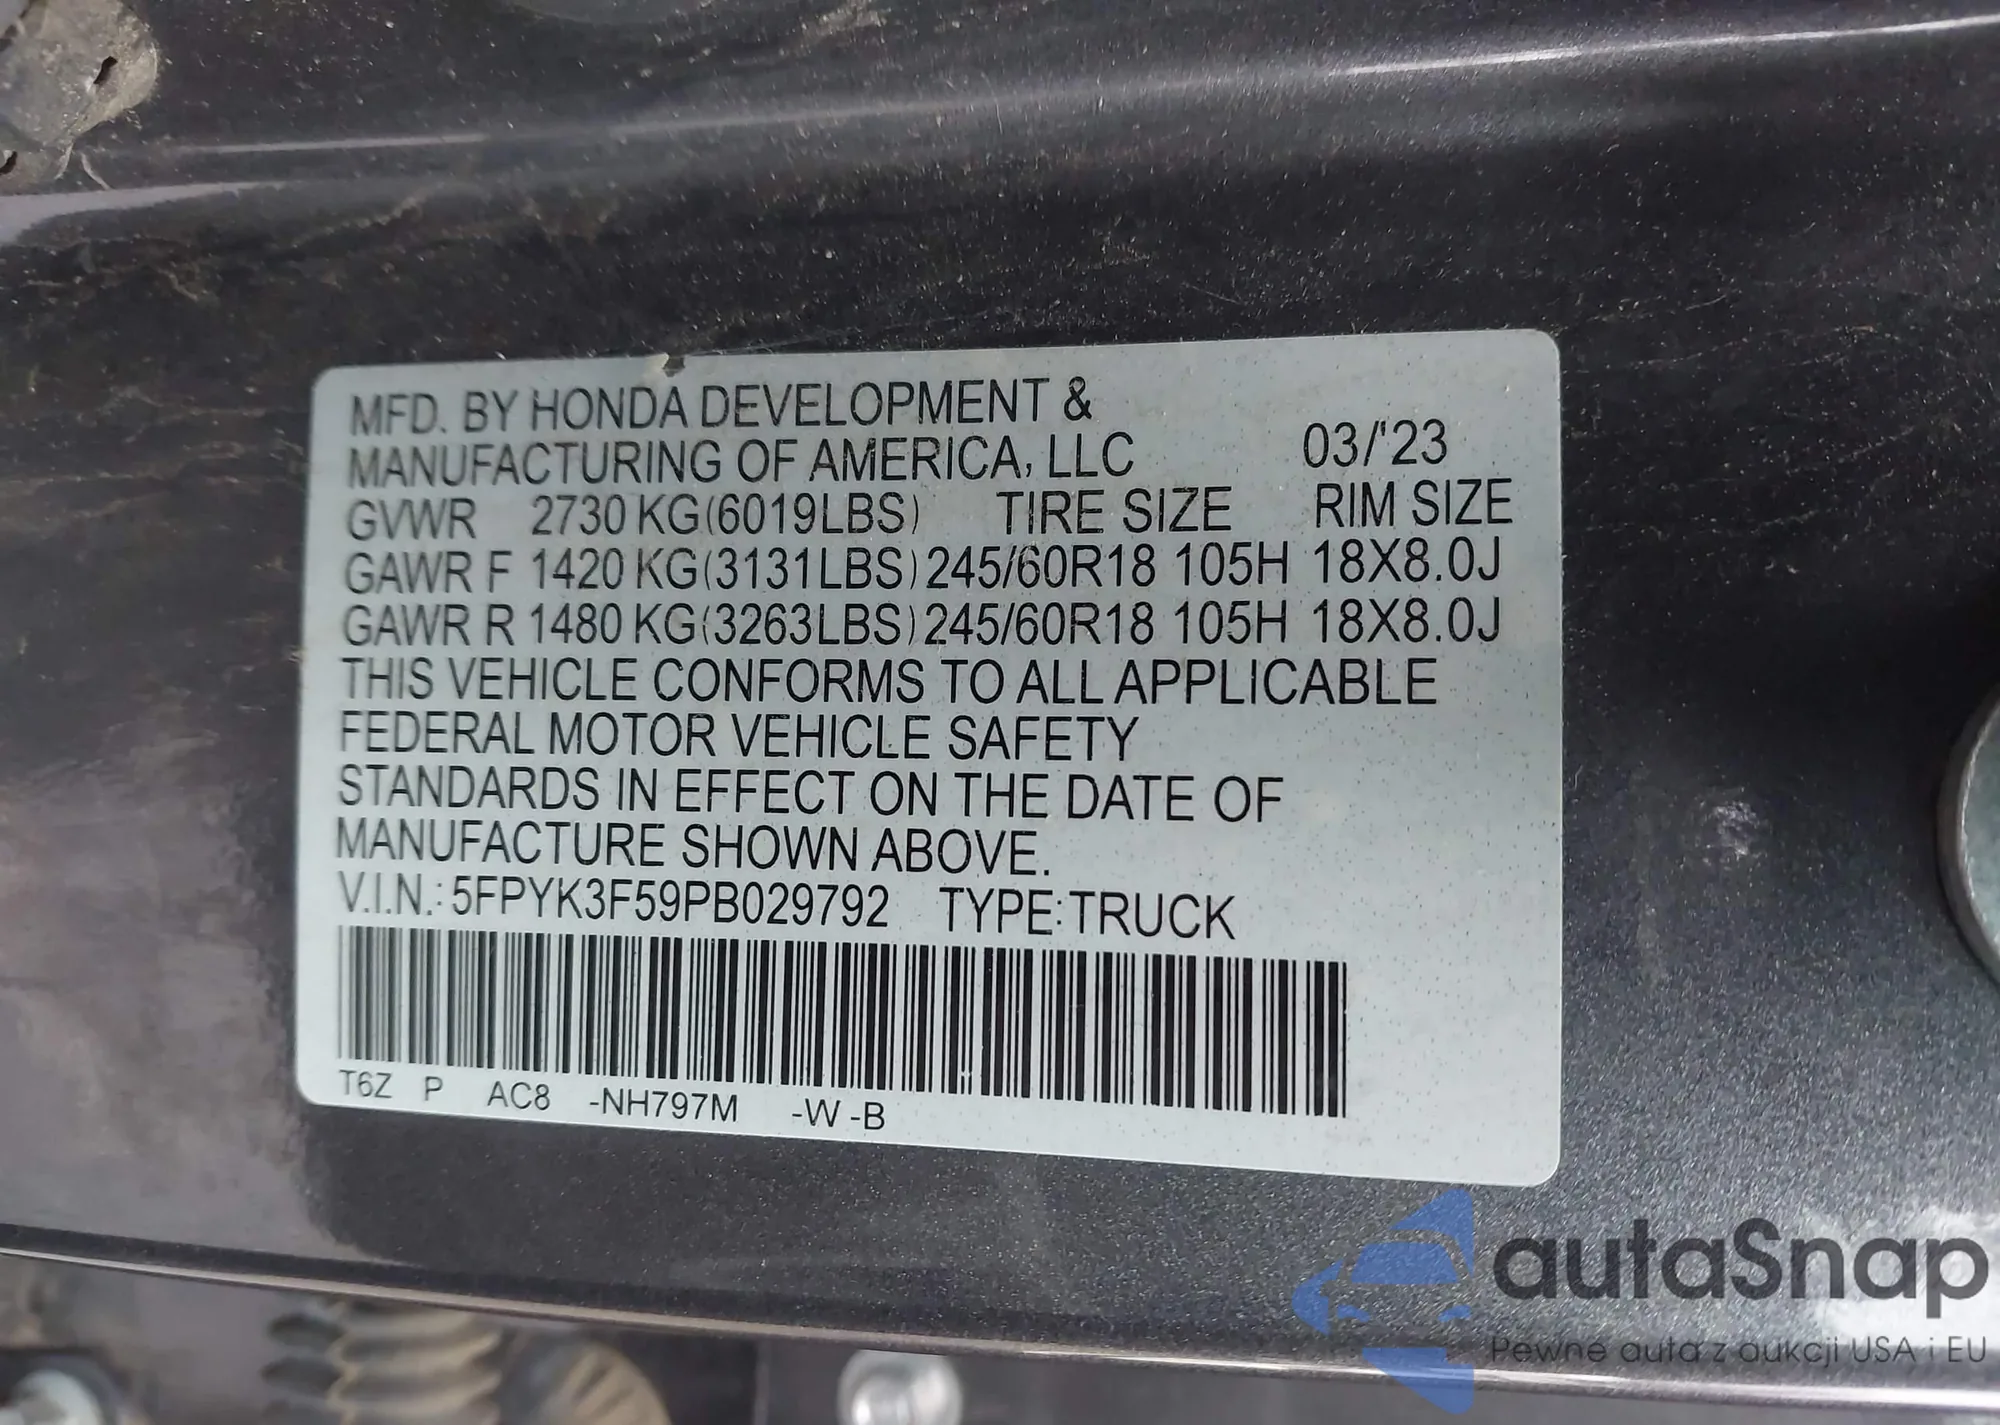 MFD. BY HONDA DEVELOPMENT &
MANUFACTURING OF AMERICA, LLC 03/'23
GVWR 2730 KG(6019LBS) TIRE SIZE RIM SIZE
GAWR F 1420 KG(3131LBS) 245/60R18 105H 18X8.0J
GAWR R 1480 KG(3263LBS) 245/60R18 105H 18X8.0J
THIS VEHICLE CONFORMS TO ALL APPLICABLE
FEDERAL MOTOR VEHICLE SAFETY
STANDARDS IN EFFECT ON THE DATE OF
MANUFACTURE SHOWN ABOVE.
V.I.N.: 5FPYK3F59PB029792 TYPE: TRUCK
T6Z P AC8 -NH797M -W -B
autaSnap
Pewne auta z aukcji USA i EU